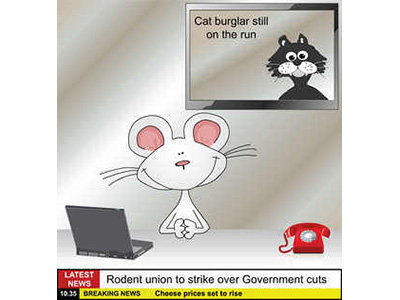 Cat burglar still
on the run
LATEST
NEWS
Rodent union to strike over Government cuts
10.35 BREAKING NEWS Cheese prices set to rise